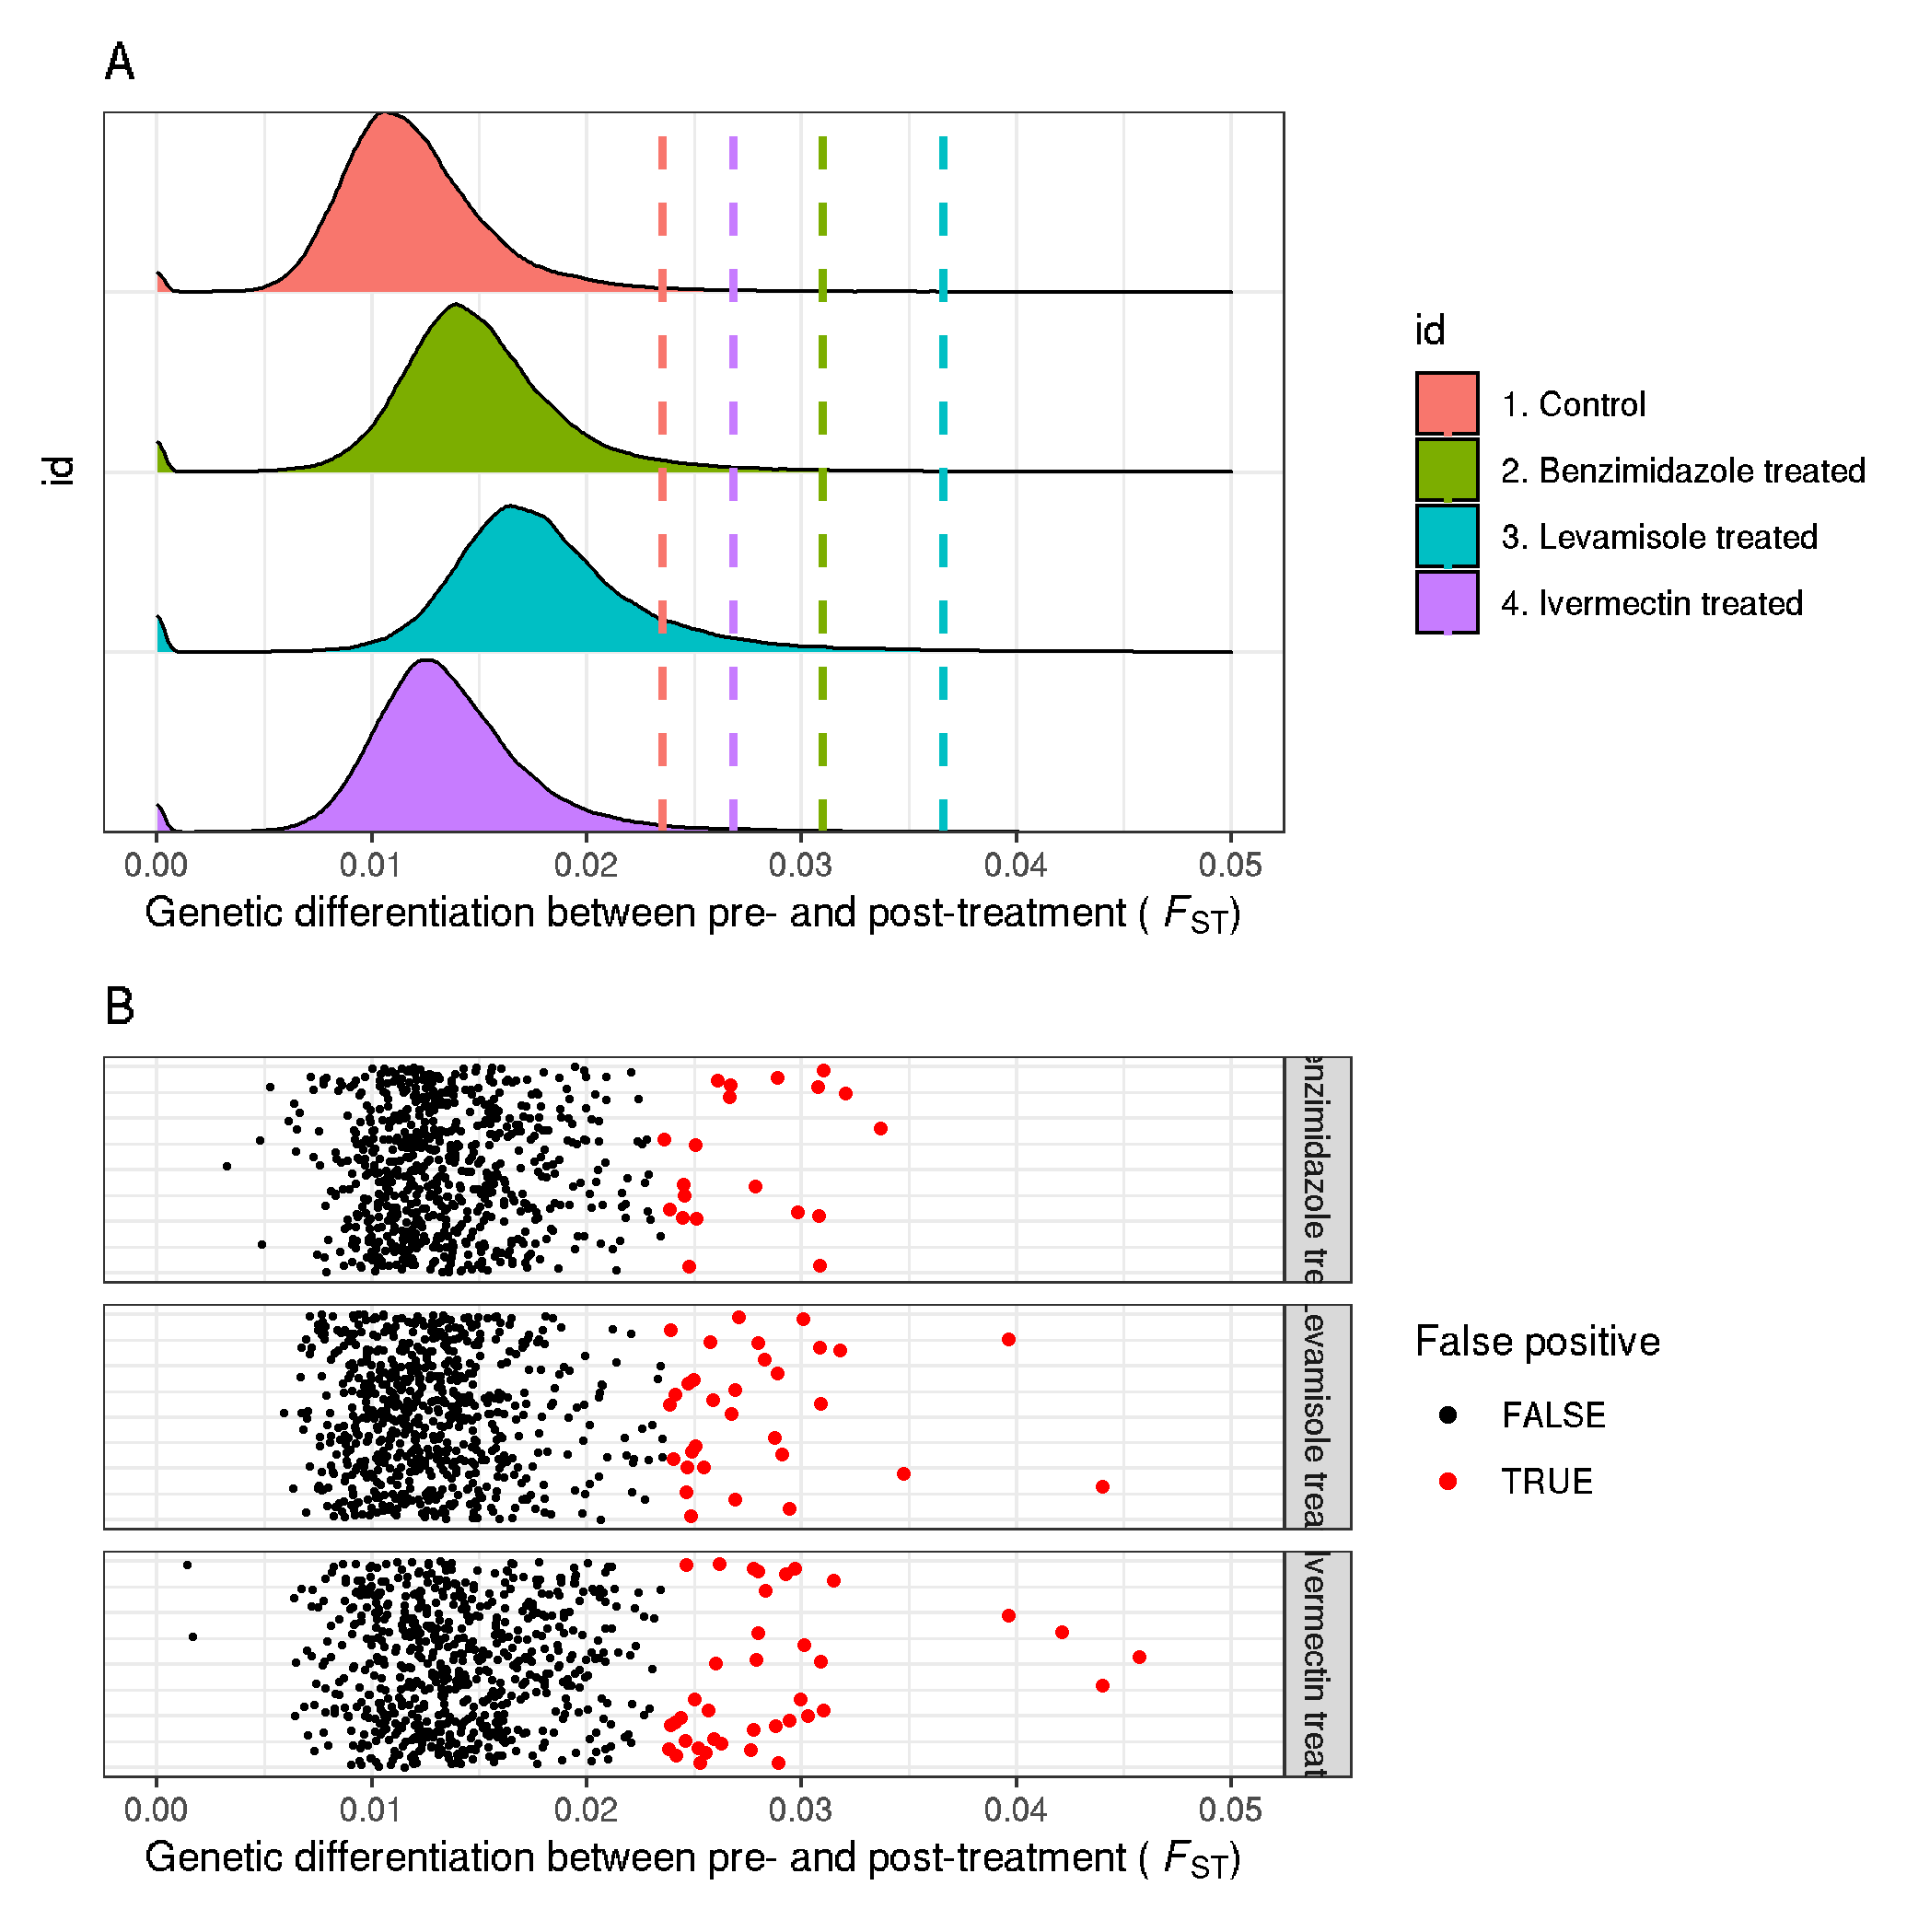 A
id
0.00 0.01 0.02 0.03 0.04 0.05
Genetic differentiation between pre- and post-treatment ( FST)
id
1. Control
2. Benzimidazole treated
3. Levamisole treated
4. Ivermectin treated
B
enzimidazole tre
Levamisole trea
Ivermectin treat
0.00 0.01 0.02 0.03 0.04 0.05
Genetic differentiation between pre- and post-treatment ( FST)
False positive
FALSE
TRUE